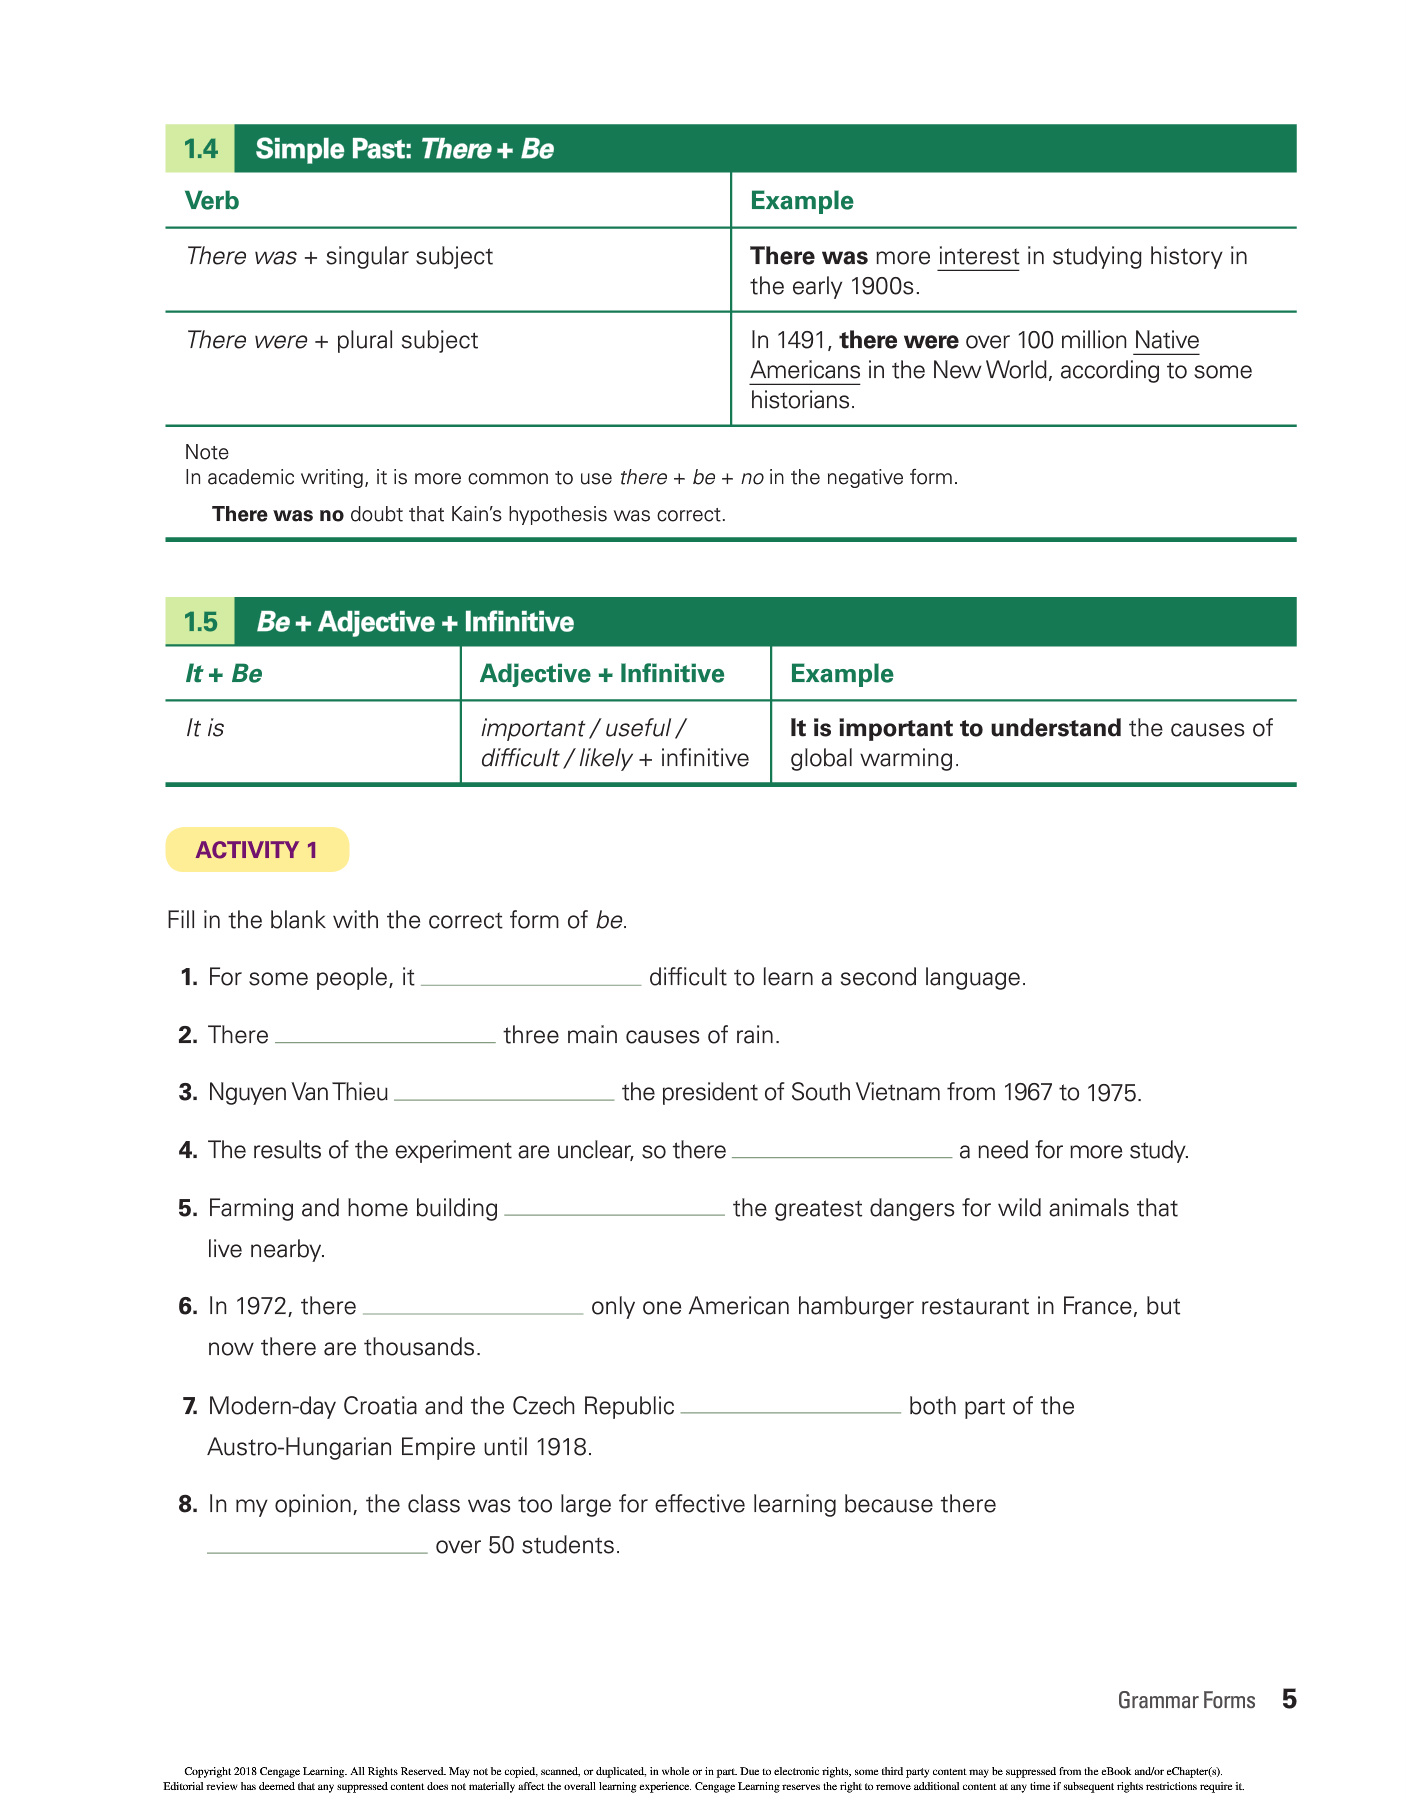 1.4 Simple Past: There + Be
Verb Example
There was + singular subject There was more interest in studying history in
the early 1900s.
There were + plural subject In 1491, there were over 100 million Native
Americans in the New World, according to some
historians.
Note
In academic writing, it is more common to use there + be + no in the negative form.
There was no doubt that Kain’s hypothesis was correct.
1.5 Be + Adjective + Infinitive
It + Be Adjective + Infinitive Example
It is important / useful / It is important to understand the causes of
difficult / likely + infinitive global warming.
ACTIVITY 1
Fill in the blank with the correct form of be.
1. For some people, it ____________ difficult to learn a second language.
2. There ____________ three main causes of rain.
3. Nguyen Van Thieu ____________ the president of South Vietnam from 1967 to 1975.
4. The results of the experiment are unclear, so there ____________ a need for more study.
5. Farming and home building ____________ the greatest dangers for wild animals that
live nearby.
6. In 1972, there ____________ only one American hamburger restaurant in France, but
now there are thousands.
7. Modern-day Croatia and the Czech Republic ____________ both part of the
Austro-Hungarian Empire until 1918.
8. In my opinion, the class was too large for effective learning because there
____________ over 50 students.
Grammar Forms 5
Copyright 2018 Cengage Learning. All Rights Reserved. May not be copied, scanned, or duplicated, in whole or in part. Due to electronic rights, some third party content may be suppressed from the eBook and/or eChapter(s).
Editorial review has deemed that any suppressed content does not materially affect the overall learning experience. Cengage Learning reserves the right to remove additional content at any time if subsequent rights restrictions require it.